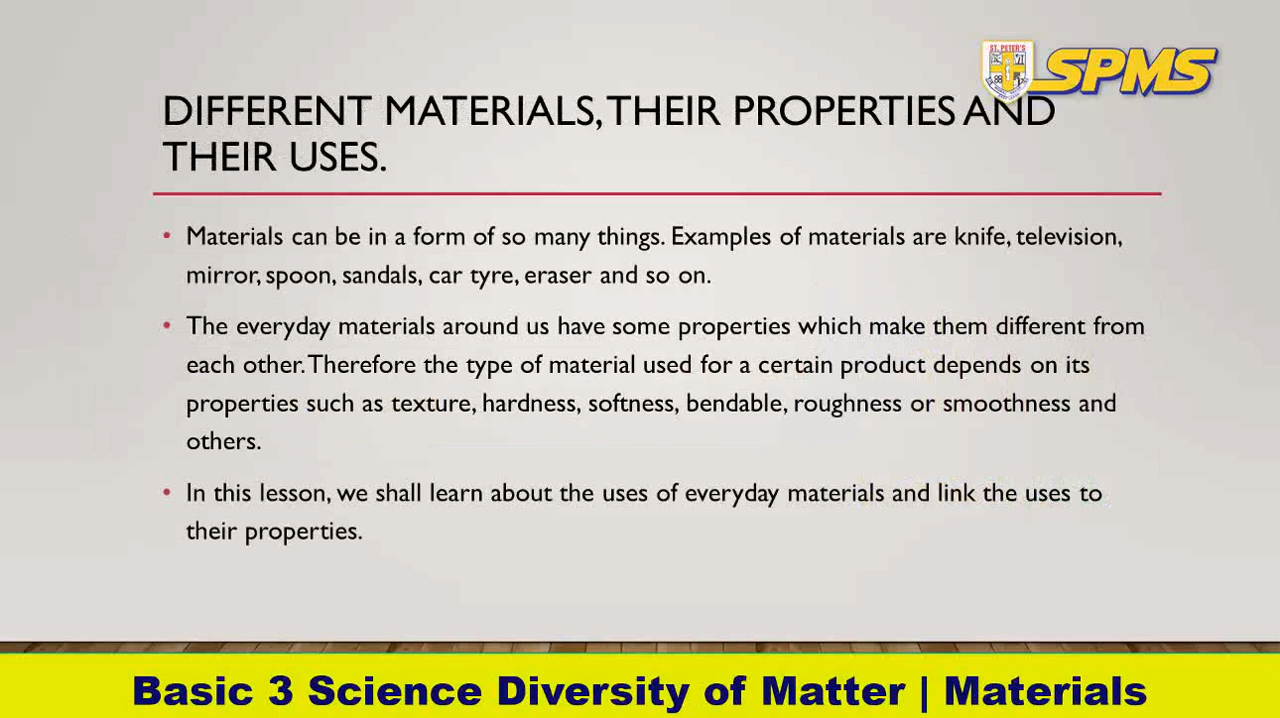 ST. PETER'S
SPMS
DIFFERENT MATERIALS, THEIR PROPERTIES AND
THEIR USES.
• Materials can be in a form of so many things. Examples of materials are knife, television,
mirror, spoon, sandals, car tyre, eraser and so on.
• The everyday materials around us have some properties which make them different from
each other. Therefore the type of material used for a certain product depends on its
properties such as texture, hardness, softness, bendable, roughness or smoothness and
others.
• In this lesson, we shall learn about the uses of everyday materials and link the uses to
their properties.
Basic 3 Science Diversity of Matter | Materials